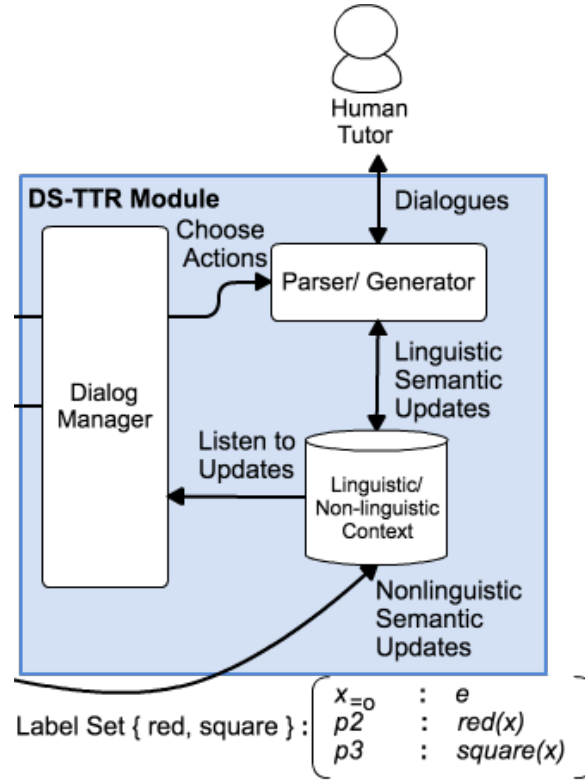 Human
Tutor
DS-TTR Module
Dialogues
Choose
Actions
Parser/ Generator
Linguistic
Semantic
Updates
Dialog
Manager
Listen to
Updates
Linguistic/
Non-linguistic
Context
Nonlinguistic
Semantic
Updates
x=o : e
Label Set { red, square } : p2 : red(x)
p3 : square(x)